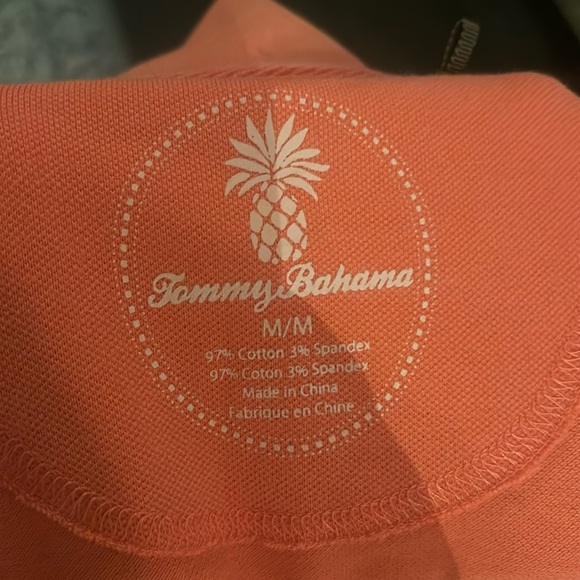 Tommy Bahama
M/M
97% Cotton 3% Spandex
97% Coton 3% Spandex
Made in China
Fabriqué en Chine